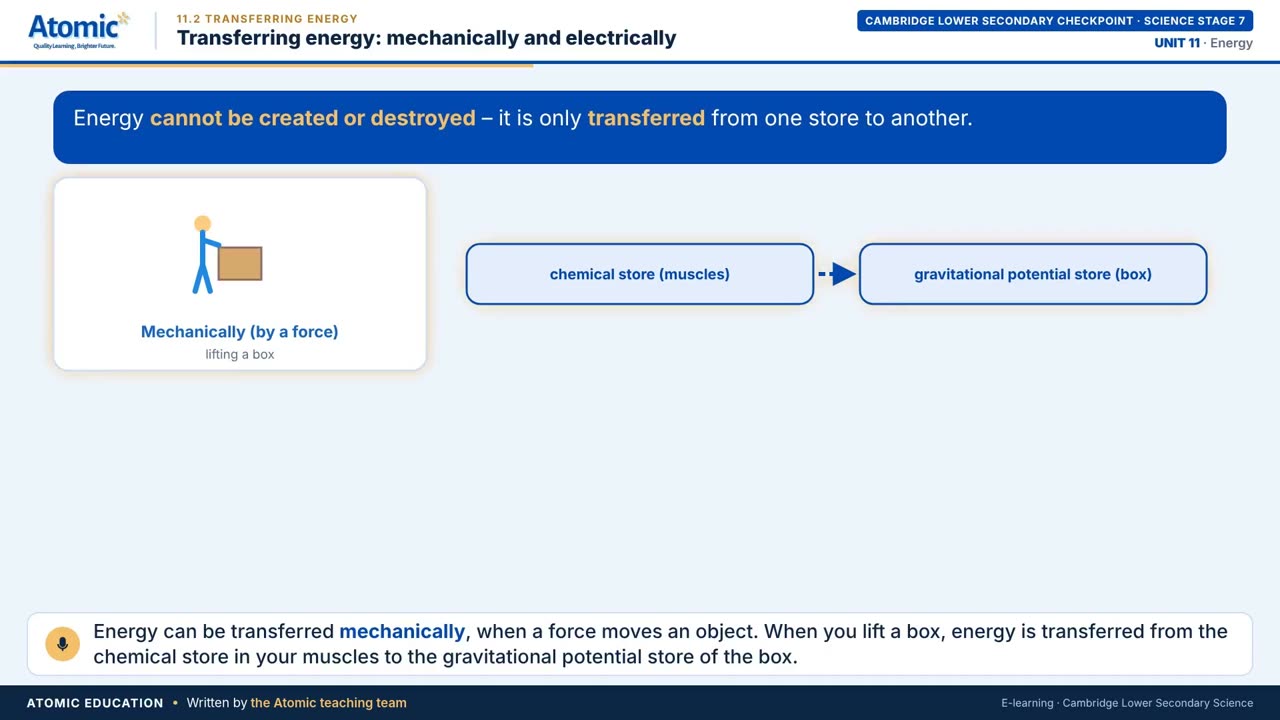 Atomic
Quality Learning, Brighter Future.
11.2 TRANSFERRING ENERGY
Transferring energy: mechanically and electrically
CAMBRIDGE LOWER SECONDARY CHECKPOINT · SCIENCE STAGE 7
UNIT 11 · Energy
Energy cannot be created or destroyed – it is only transferred from one store to another.
Mechanically (by a force)
lifting a box
chemical store (muscles)
gravitational potential store (box)
Energy can be transferred mechanically, when a force moves an object. When you lift a box, energy is transferred from the
chemical store in your muscles to the gravitational potential store of the box.
ATOMIC EDUCATION • Written by the Atomic teaching team
E-learning · Cambridge Lower Secondary Science